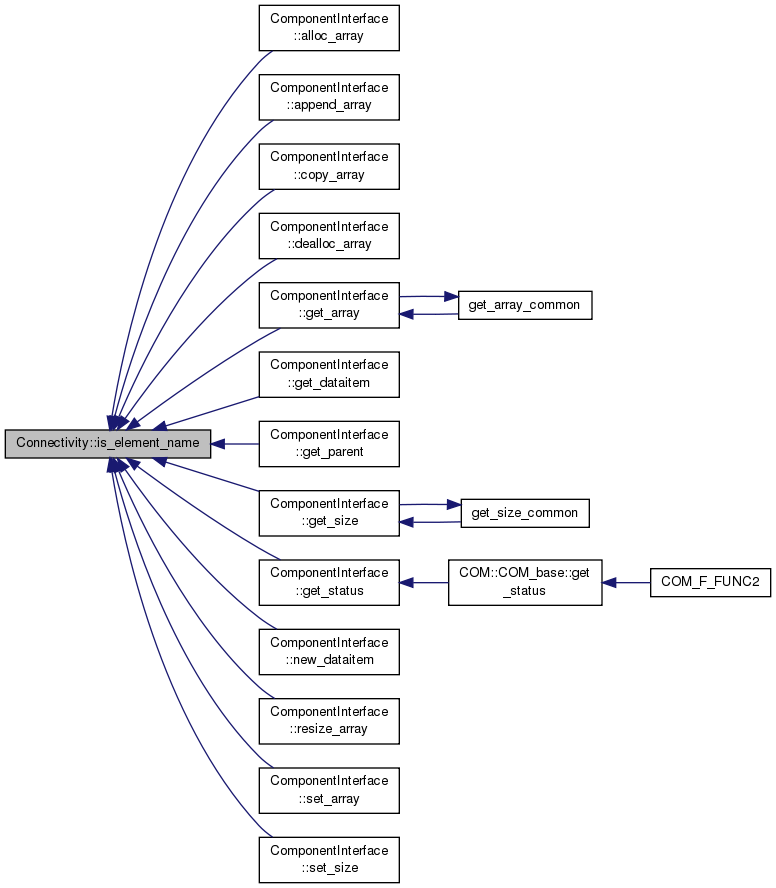 ComponentInterface
::alloc_array
ComponentInterface
::append_array
ComponentInterface
::copy_array
ComponentInterface
::dealloc_array
ComponentInterface
::get_array
get_array_common
ComponentInterface
::get_dataitem
Connectivity::is_element_name
ComponentInterface
::get_parent
ComponentInterface
::get_size
get_size_common
ComponentInterface
::get_status
COM::COM_base::get
_status
COM_F_FUNC2
ComponentInterface
::new_dataitem
ComponentInterface
::resize_array
ComponentInterface
::set_array
ComponentInterface
::set_size